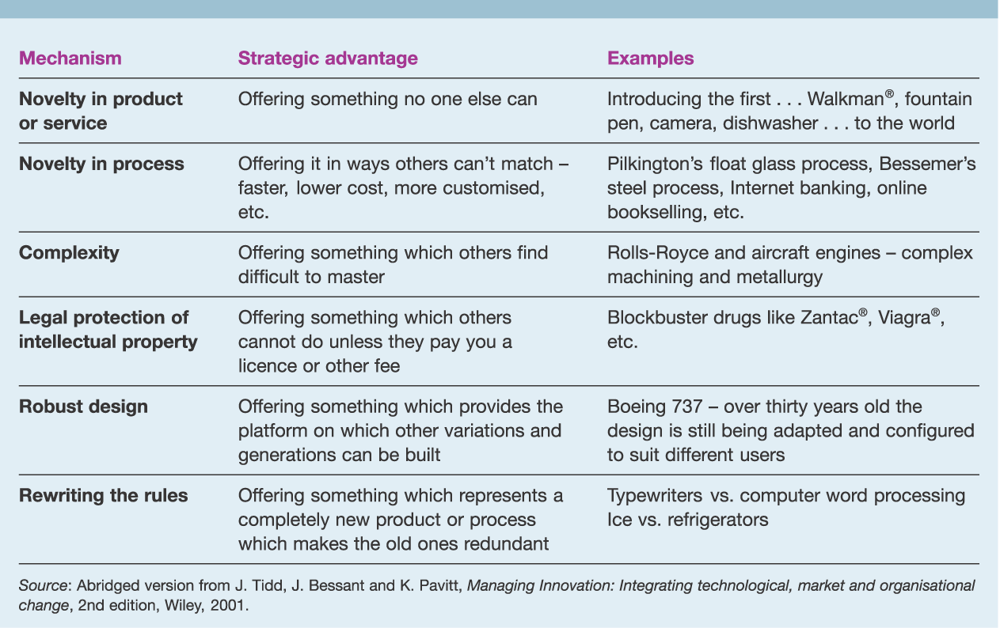 Mechanism Strategic advantage Examples
Novelty in product
or service
Offering something no one else can
Introducing the first . . . Walkman®, fountain
pen, camera, dishwasher . . . to the world
Novelty in process
Offering it in ways others can’t match –
faster, lower cost, more customised,
etc.
Pilkington’s float glass process, Bessemer’s
steel process, Internet banking, online
bookselling, etc.
Complexity
Offering something which others find
difficult to master
Rolls-Royce and aircraft engines – complex
machining and metallurgy
Legal protection of
intellectual property
Offering something which others
cannot do unless they pay you a
licence or other fee
Blockbuster drugs like Zantac®, Viagra®,
etc.
Robust design
Offering something which provides the
platform on which other variations and
generations can be built
Boeing 737 – over thirty years old the
design is still being adapted and configured
to suit different users
Rewriting the rules
Offering something which represents a
completely new product or process
which makes the old ones redundant
Typewriters vs. computer word processing
Ice vs. refrigerators
Source: Abridged version from J. Tidd, J. Bessant and K. Pavitt, Managing Innovation: Integrating technological, market and organisational
change, 2nd edition, Wiley, 2001.